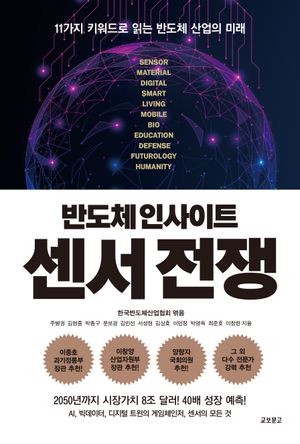 11가지 키워드로 읽는 반도체 산업의 미래
SENSOR
MATERIAL
DIGITAL
SMART
LIVING
MOBILE
BIO
EDUCATION
DEFENSE
FUTUROLOGY
HUMANITY
반도체 인사이트
센서 전쟁
한국반도체산업협회 엮음
주병권 김현중 박종구 문보경 김민선 서성현 김상효 이민정 박영욱 최준호 이창한 지음
이종호
과기정통부
장관 추천!
이창양
산업자원부
장관 추천!
양향자
국회의원
추천!
그 외
다수 전문가
강력 추천
2050년까지 시장가치 8조 달러! 40배 성장 예측!
AI, 빅데이터, 디지털 트윈의 게임체인저, 센서의 모든 것
교보문고